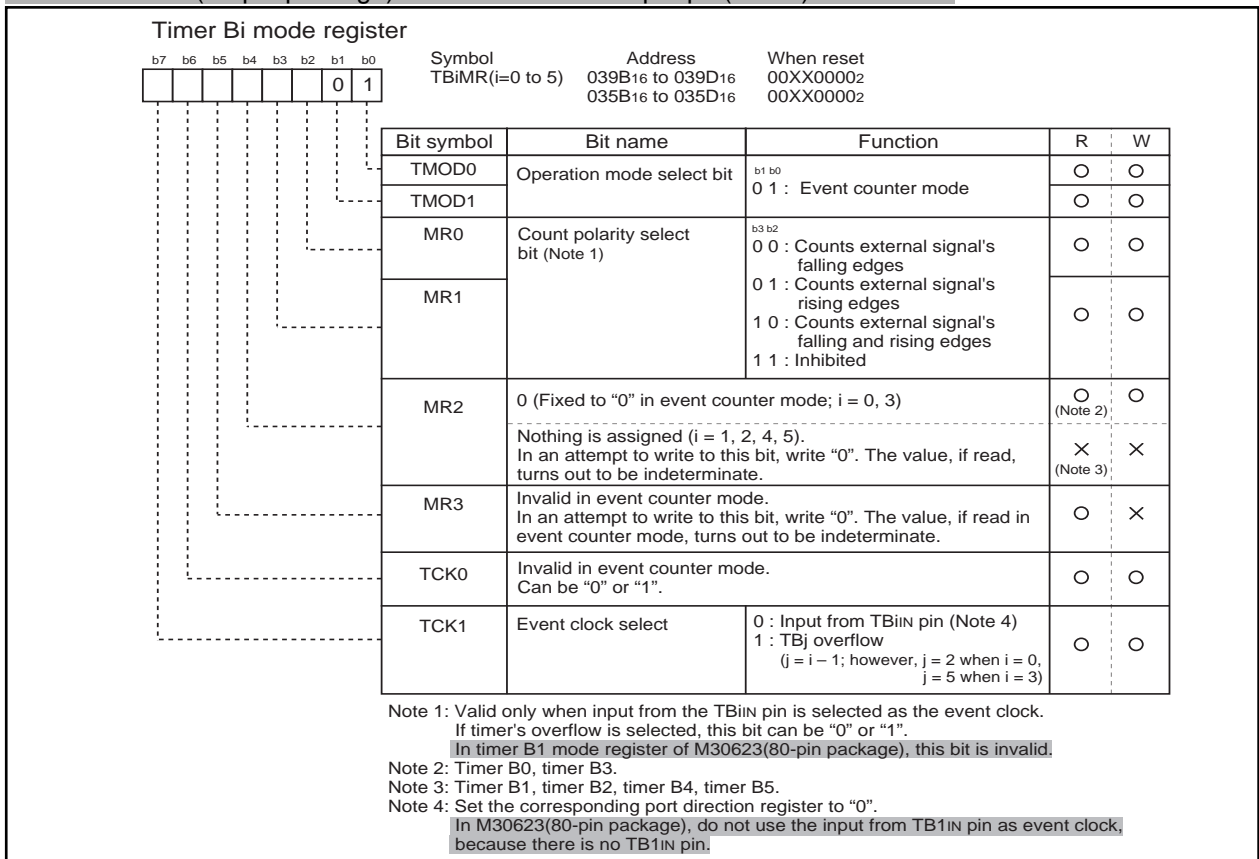 Timer Bi mode register
b7 b6 b5 b4 b3 b2 b1 b0
0 1
Symbol Address When reset
TBiMR(i=0 to 5) 039B16 to 039D16 00XX00002
035B16 to 035D16 00XX00002
Bit symbol Bit name Function R W
TMOD0 Operation mode select bit b1 b0
0 1 : Event counter mode
TMOD1
MR0 Count polarity select
bit (Note 1)
b3 b2
0 0 : Counts external signal's
falling edges
MR1
0 1 : Counts external signal's
rising edges
1 0 : Counts external signal's
falling and rising edges
1 1 : Inhibited
MR2 0 (Fixed to “0” in event counter mode; i = 0, 3)
(Note 2)
Nothing is assigned (i = 1, 2, 4, 5).
In an attempt to write to this bit, write “0”. The value, if read,
turns out to be indeterminate.
(Note 3)
MR3 Invalid in event counter mode.
In an attempt to write to this bit, write “0”. The value, if read in
event counter mode, turns out to be indeterminate.
TCK0 Invalid in event counter mode.
Can be “0” or “1”.
TCK1 Event clock select 0 : Input from TBiIN pin (Note 4)
1 : TBj overflow
(j = i – 1; however, j = 2 when i = 0,
j = 5 when i = 3)
Note 1: Valid only when input from the TBiIN pin is selected as the event clock.
If timer's overflow is selected, this bit can be “0” or “1”.
In timer B1 mode register of M30623(80-pin package), this bit is invalid.
Note 2: Timer B0, timer B3.
Note 3: Timer B1, timer B2, timer B4, timer B5.
Note 4: Set the corresponding port direction register to “0”.
In M30623(80-pin package), do not use the input from TB1IN pin as event clock,
because there is no TB1IN pin.